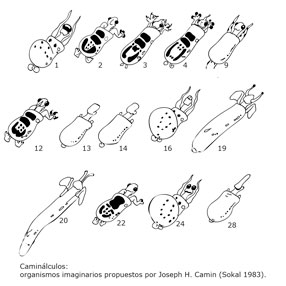 1 2 3 4 9
12 13 14 16 19
20 22 24 28
Caminálculos:
organismos imaginarios propuestos por Joseph H. Camin (Sokal 1983).